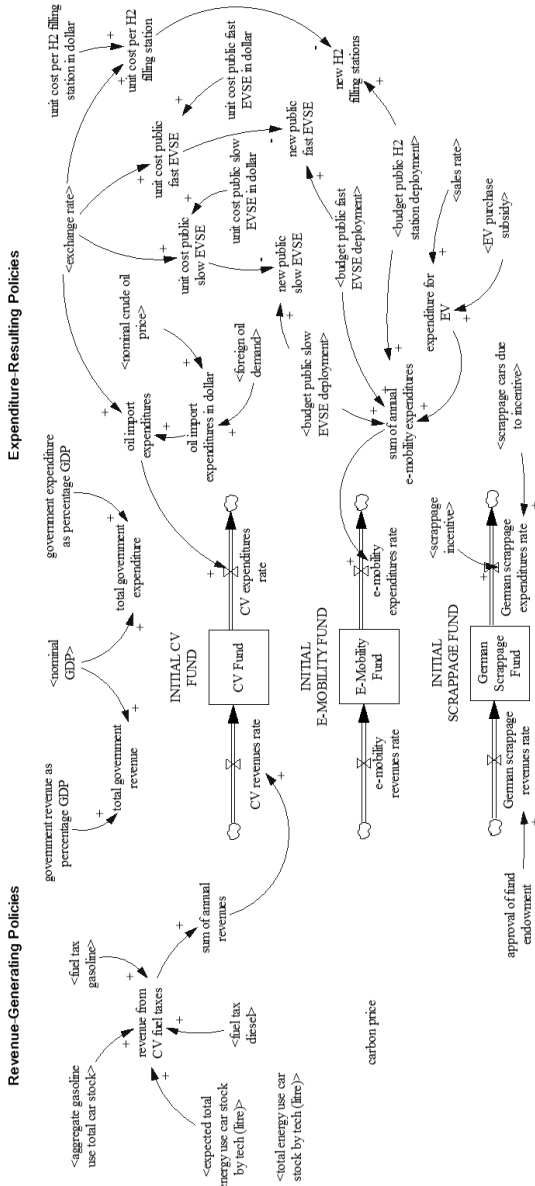 Revenue-Generating Policies
Expenditure-Resulting Policies
<aggregate gasoline
use total car stock>
<fuel tax
gasoline>
revenue from
CV fuel taxes
<expected total
energy use car stock
by tech (litre)>
<fuel tax
diesel>
<total energy use car
stock by tech (litre)>
sum of annual
revenues
carbon price
government revenue as
percentage GDP
<nominal
GDP>
government expenditure
as percentage GDP
total government
revenue
total government
expenditure
INITIAL CV
FUND
CV Fund
CV revenues rate
CV expenditures
rate
INITIAL
E-MOBILITY FUND
E-Mobility
Fund
e-mobility
revenues rate
e-mobility
expenditures rate
INITIAL
SCRAPPAGE FUND
German
Scrappage
Fund
German scrappage
revenues rate
German scrappage
expenditures rate
approval of fund
endowment
<scrappage
incentive>
<scrappage cars due
to incentive>
<exchange rate>
unit cost per H2 filling
station in dollar
unit cost per H2
filling station
oil import
expenditures
<nominal crude oil
price>
oil import
expenditures in dollar
<foreign oil
demand>
unit cost public
slow EVSE
unit cost public slow
EVSE in dollar
unit cost public
fast EVSE
unit cost public fast
EVSE in dollar
new public
slow EVSE
new public
fast EVSE
new H2
filling stations
<budget public slow
EVSE deployment>
<budget public fast
EVSE deployment>
<budget public H2
station deployment>
sum of annual
e-mobility expenditures
expenditure for
EV
<sales rate>
<EV purchase
subsidy>